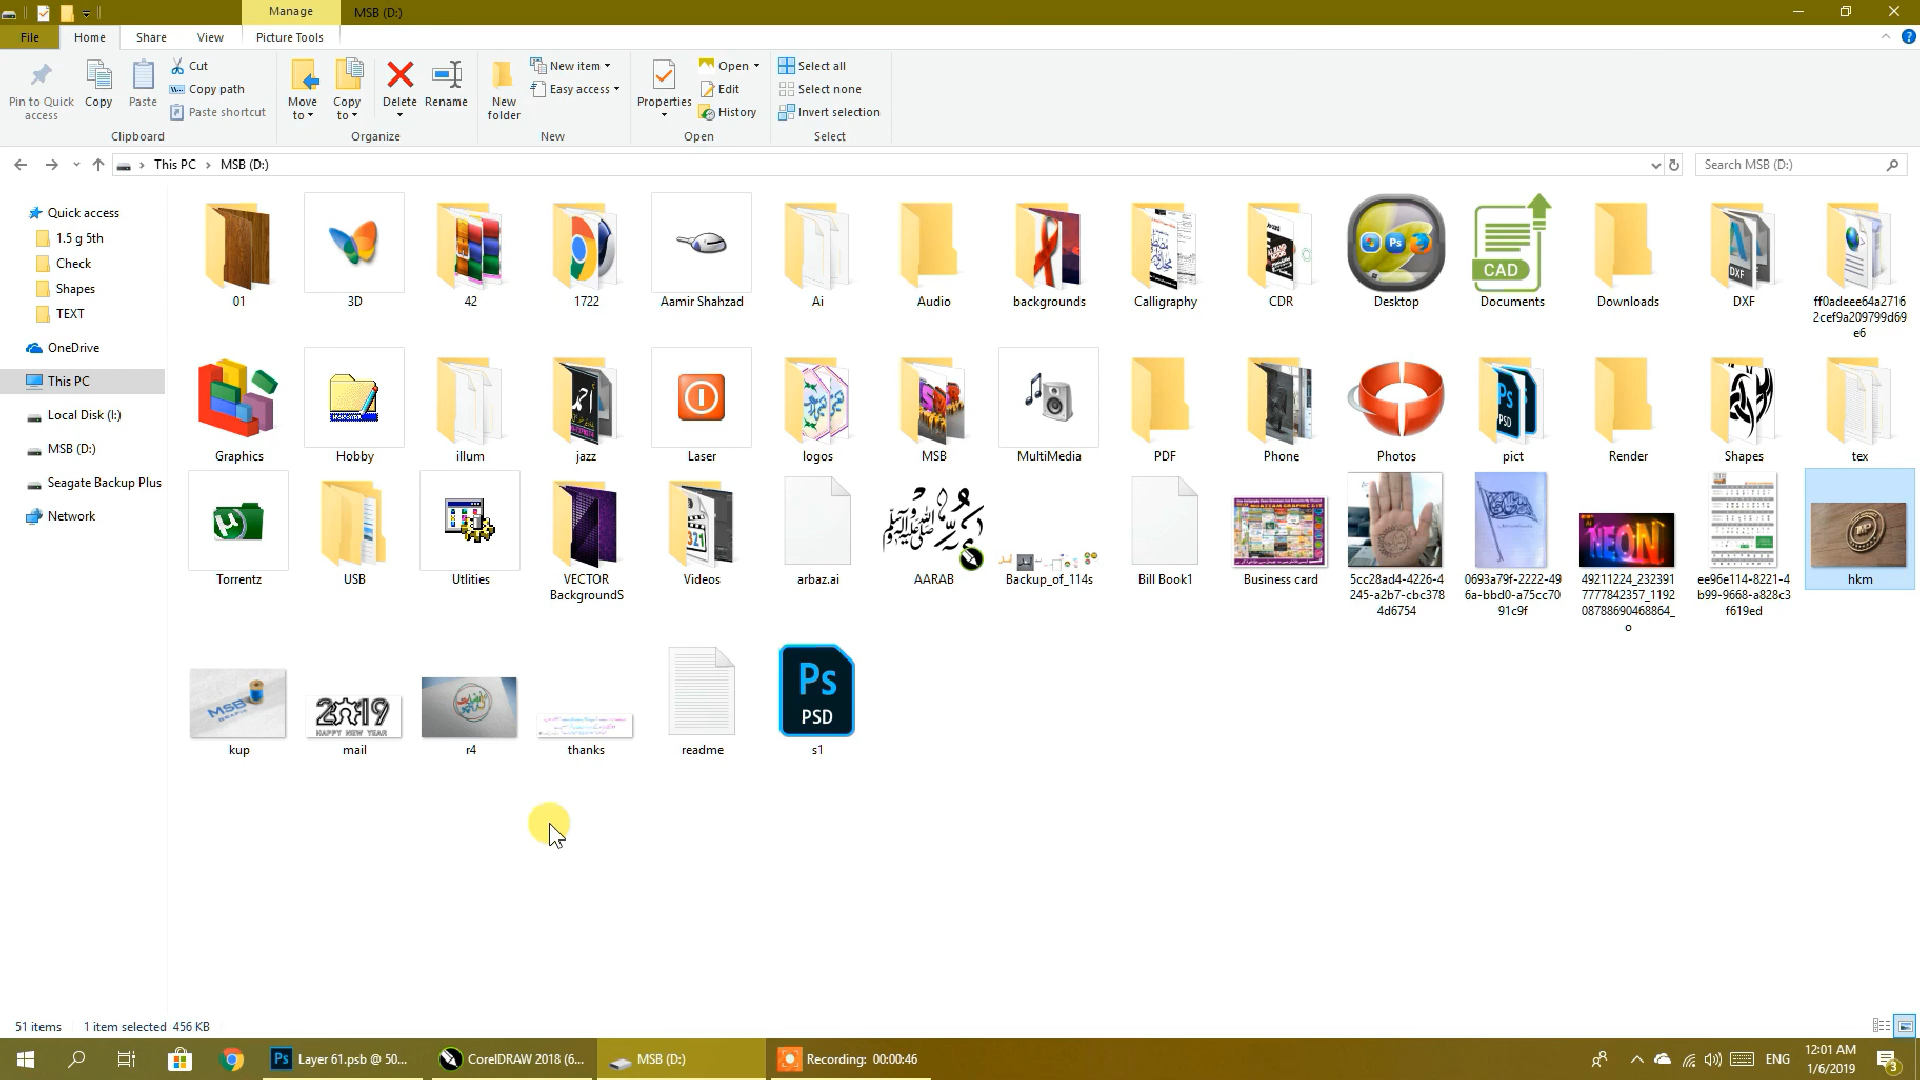 Manage
MSB (D:)
File
Home
Share
View
Picture Tools
Pin to Quick access
Copy
Paste
Cut
Copy path
Paste shortcut
Clipboard
Move to
Copy to
Delete
Rename
Organize
New folder
New item
Easy access
New
Properties
Open
Edit
History
Open
Select all
Select none
Invert selection
Select
This PC
MSB (D:)
Search MSB (D:)
Quick access
1.5 g 5th
Check
Shapes
TEXT
OneDrive
This PC
Local Disk (I:)
MSB (D:)
Seagate Backup Plus
Network
01
3D
42
1722
Aamir Shahzad
Ai
Audio
backgrounds
Calligraphy
CDR
CAD
Desktop
Documents
Downloads
DXF
ff0adeee64a2716
2cef9a209799d69
e6
Graphics
Hobby
illum
jazz
Laser
logos
MSB
MultiMedia
PDF
Phone
Photos
pict
Render
Shapes
tex
Torrentz
USB
Utlities
VECTOR
BackgroundS
Videos
arbaz.ai
AARAB
Backup_of_114s
Bill Book1
Business card
5cc28ad4-4226-4
245-a2b7-cbc378
4d6754
0693a79f-2222-49
6a-bbd0-a75cc70
91c9f
NEON
49211224_232391
7777842357_1192
08788690468864_
o
ee96e114-8221-4
b99-9668-a828c3
f619ed
hkm
MSB
2019
HAPPY NEW YEAR
Ps
PSD
kup
mail
r4
thanks
readme
s1
51 items
1 item selected 456 KB
Layer 61.psb @ 50...
CorelDRAW 2018 (6...
MSB (D:)
Recording: 00:00:46
ENG
12:01 AM
1/6/2019
3